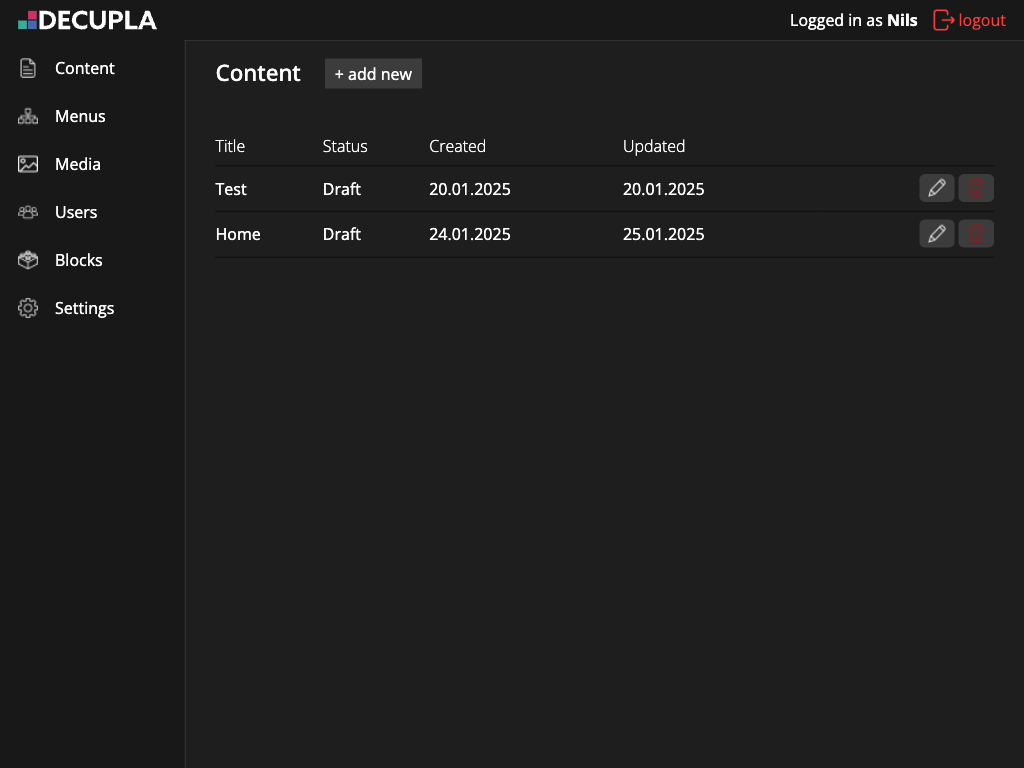 DECUPLA
Logged in as Nils logout
Content
Menus
Media
Users
Blocks
Settings
Content + add new
Title Status Created Updated
Test Draft 20.01.2025 20.01.2025
Home Draft 24.01.2025 25.01.2025